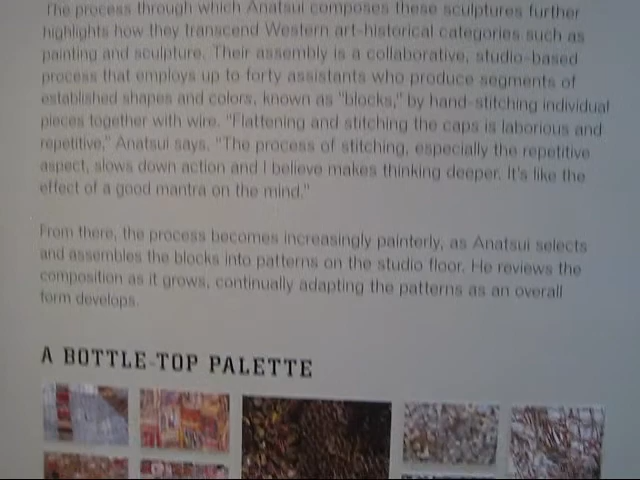 The process through which Anatsui composes these sculptures further
highlights how they transcend Western art-historical categories such as
painting and sculpture. Their assembly is a collaborative, studio-based
process that employs up to forty assistants who produce segments of
established shapes and colors, known as "blocks," by hand-stitching individual
pieces together with wire. "Flattening and stitching the caps is laborious and
repetitive," Anatsui says. "The process of stitching, especially the repetitive
aspect, slows down action and I believe makes thinking deeper. It's like the
effect of a good mantra on the mind."
From there, the process becomes increasingly painterly, as Anatsui selects
and assembles the blocks into patterns on the studio floor. He reviews the
composition as it grows, continually adapting the patterns as an overall
form develops.
A BOTTLE-TOP PALETTE